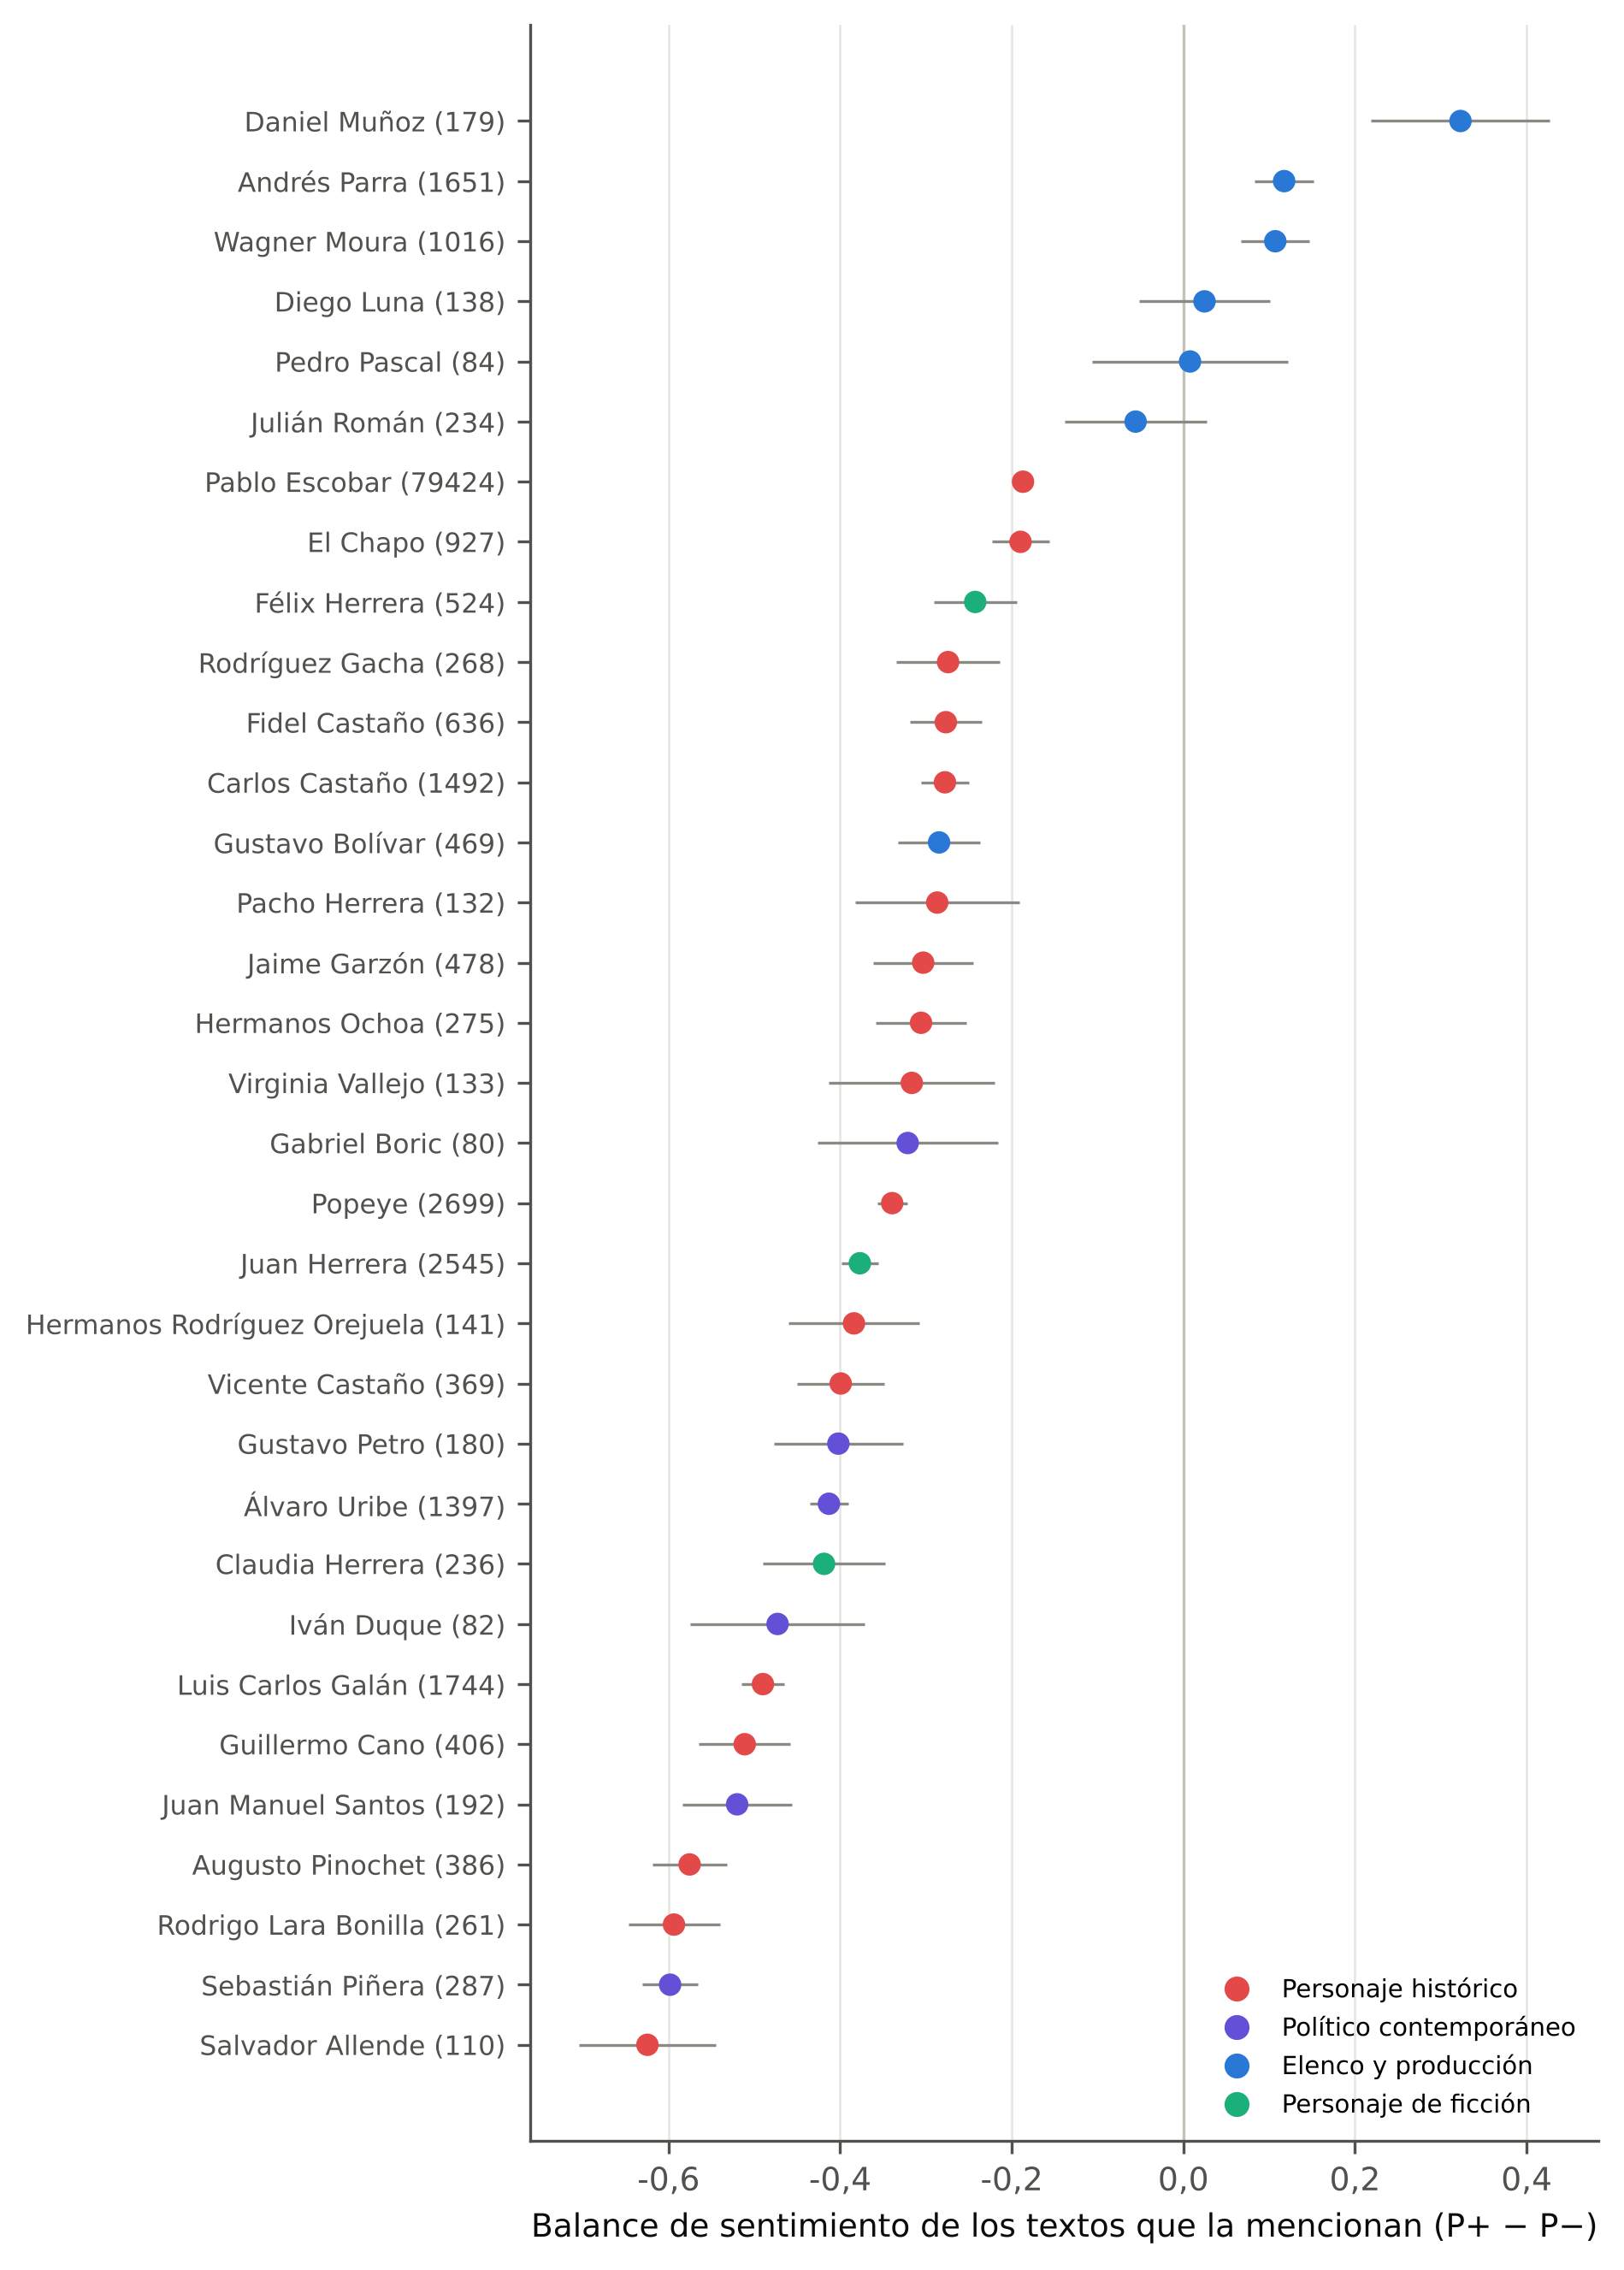 Daniel Muñoz (179)
Andrés Parra (1651)
Wagner Moura (1016)
Diego Luna (138)
Pedro Pascal (84)
Julián Román (234)
Pablo Escobar (79424)
El Chapo (927)
Félix Herrera (524)
Rodríguez Gacha (268)
Fidel Castaño (636)
Carlos Castaño (1492)
Gustavo Bolívar (469)
Pacho Herrera (132)
Jaime Garzón (478)
Hermanos Ochoa (275)
Virginia Vallejo (133)
Gabriel Boric (80)
Popeye (2699)
Juan Herrera (2545)
Hermanos Rodríguez Orejuela (141)
Vicente Castaño (369)
Gustavo Petro (180)
Álvaro Uribe (1397)
Claudia Herrera (236)
Iván Duque (82)
Luis Carlos Galán (1744)
Guillermo Cano (406)
Juan Manuel Santos (192)
Augusto Pinochet (386)
Rodrigo Lara Bonilla (261)
Sebastián Piñera (287)
Salvador Allende (110)
Personaje histórico
Político contemporáneo
Elenco y producción
Personaje de ficción
-0,6 -0,4 -0,2 0,0 0,2 0,4
Balance de sentimiento de los textos que la mencionan (P+ − P−)